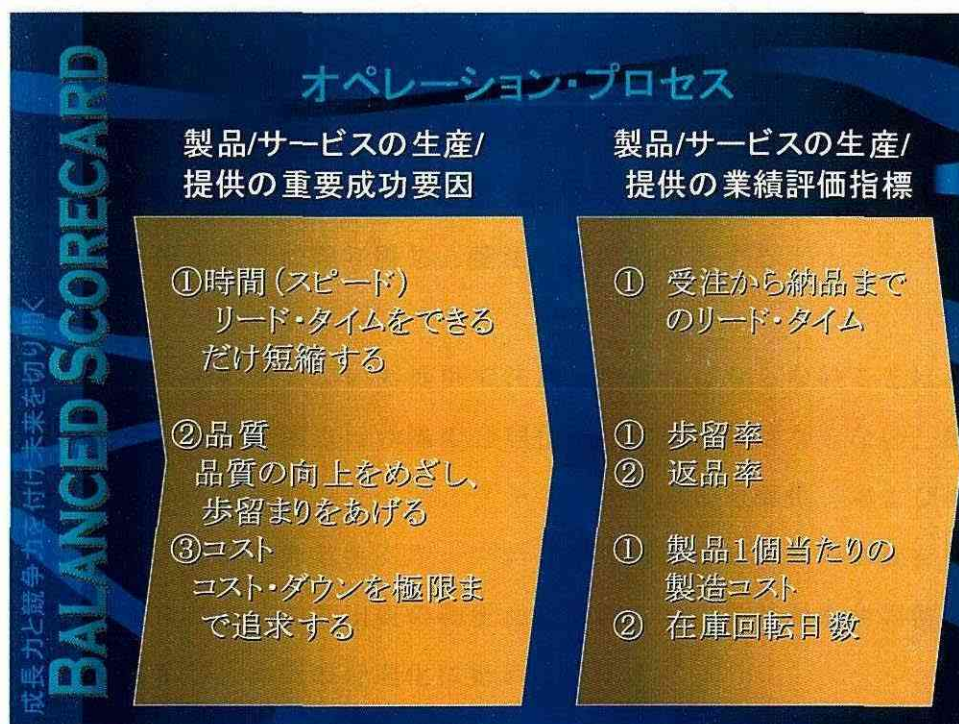 オペレーション・プロセス
製品/サービスの生産/
提供の重要成功要因
①時間(スピード)
リード・タイムをできる
だけ短縮する
②品質
品質の向上をめざし、
歩留まりをあげる
③コスト
コスト・ダウンを極限ま
で追求する
製品/サービスの生産/
提供の業績評価指標
① 受注から納品まで
のリード・タイム
① 歩留率
② 返品率
① 製品1個当たりの
製造コスト
② 在庫回転日数
成長力と競争力を付け未来を切り開く
BALANCED SCORECARD